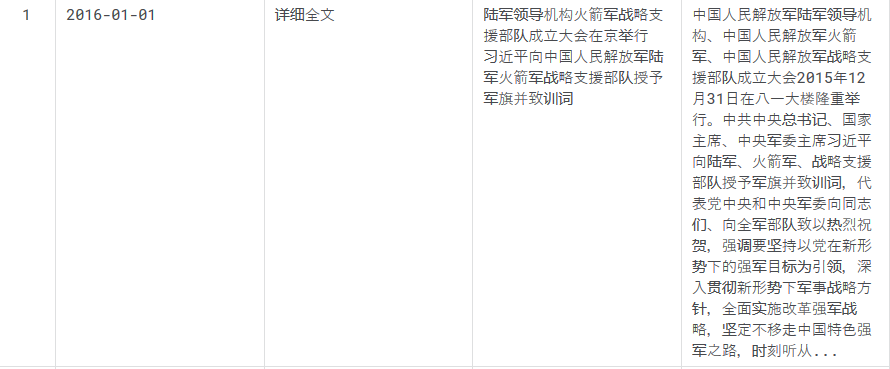 1
2016-01-01
详细全文
陆军领导机构火箭军战略支
援部队成立大会在京举行
习近平向中国人民解放军陆
军火箭军战略支援部队授予
军旗并致训词
中国人民解放军陆军领导机
构、中国人民解放军火箭
军、中国人民解放军战略支
援部队成立大会2015年12
月31日在八一大楼隆重举
行。中共中央总书记、国家
主席、中央军委主席习近平
向陆军、火箭军、战略支援
部队授予军旗并致训词，代
表党中央和中央军委向同志
们、向全军部队致以热烈祝
贺，强调要坚持以党在新形
势下的强军目标为引领，深
入贯彻新形势下军事战略方
针，全面实施改革强军战
略，坚定不移走中国特色强
军之路，时刻听从...